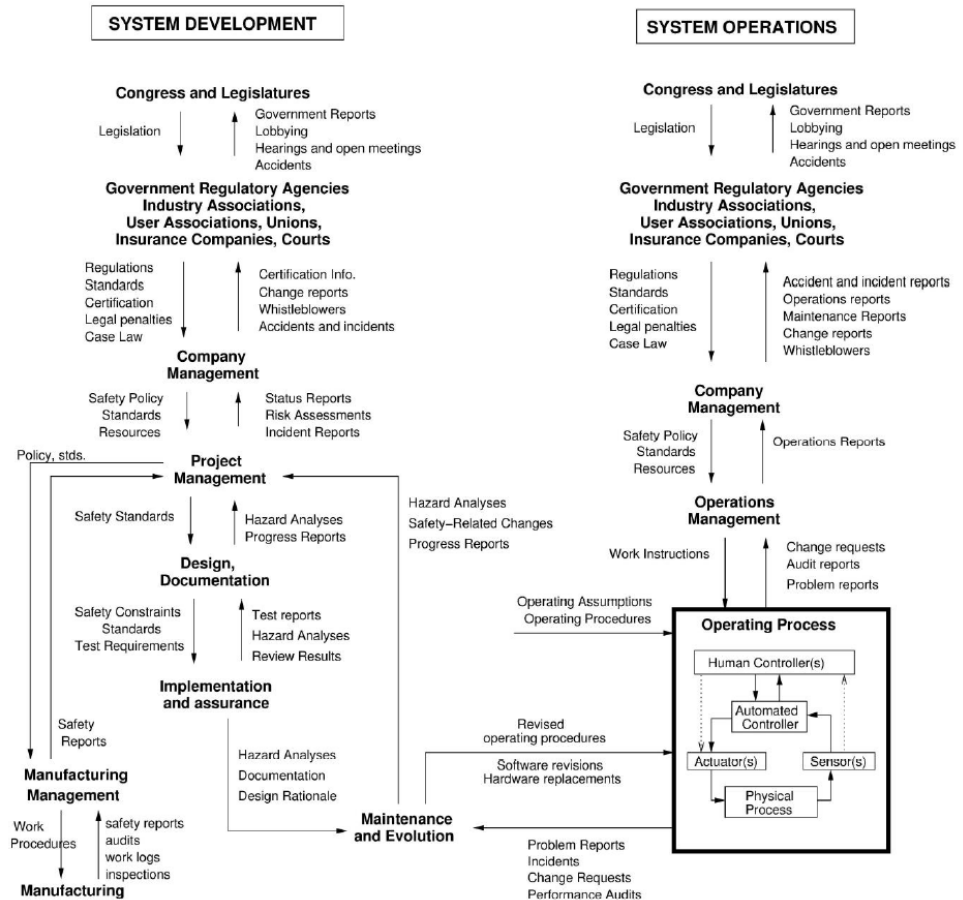 SYSTEM DEVELOPMENT
Congress and Legislatures
Legislation
Government Reports
Lobbying
Hearings and open meetings
Accidents
Government Regulatory Agencies
Industry Associations,
User Associations, Unions,
Insurance Companies, Courts
Regulations
Standards
Certification
Legal penalties
Case Law
Certification Info.
Change reports
Whistleblowers
Accidents and incidents
Company
Management
Safety Policy
Standards
Resources
Status Reports
Risk Assessments
Incident Reports
Policy, stds.
Project
Management
Safety Standards
Hazard Analyses
Progress Reports
Hazard Analyses
Safety-Related Changes
Progress Reports
Design,
Documentation
Safety Constraints
Standards
Test Requirements
Test reports
Hazard Analyses
Review Results
Implementation
and assurance
Safety
Reports
Hazard Analyses
Documentation
Design Rationale
Manufacturing
Management
Work
Procedures
safety reports
audits
work logs
inspections
Manufacturing
Maintenance
and Evolution
SYSTEM OPERATIONS
Congress and Legislatures
Legislation
Government Reports
Lobbying
Hearings and open meetings
Accidents
Government Regulatory Agencies
Industry Associations,
User Associations, Unions,
Insurance Companies, Courts
Regulations
Standards
Certification
Legal penalties
Case Law
Accident and incident reports
Operations reports
Maintenance Reports
Change reports
Whistleblowers
Company
Management
Safety Policy
Standards
Resources
Operations Reports
Operations
Management
Work Instructions
Change requests
Audit reports
Problem reports
Operating Assumptions
Operating Procedures
Operating Process
Human Controller(s)
Automated
Controller
Actuator(s)
Sensor(s)
Physical
Process
Revised
operating procedures
Software revisions
Hardware replacements
Problem Reports
Incidents
Change Requests
Performance Audits